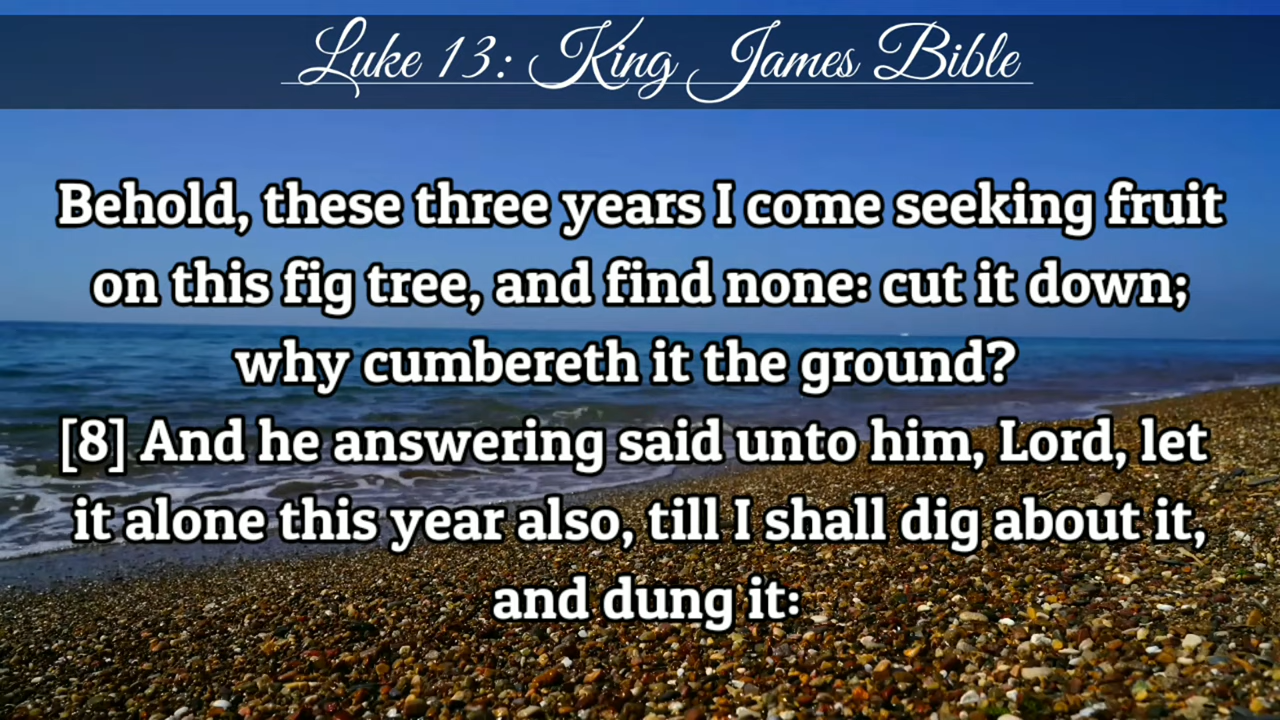 Luke 13: King James Bible
Behold, these three years I come seeking fruit
on this fig tree, and find none: cut it down;
why cumbereth it the ground?
[8] And he answering said unto him, Lord, let
it alone this year also, till I shall dig about it,
and dung it: